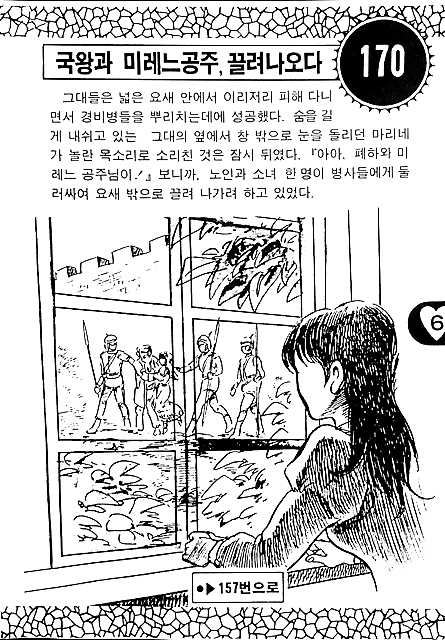 국왕과 미레느공주, 끌려나오다
170
그대들은 넓은 요새 안에서 이리저리 피해 다니
면서 경비병들을 뿌리치는데에 성공했다. 숨을 길
게 내쉬고 있는 그대의 옆에서 창 밖으로 눈을 돌리던 마리네
가 놀란 목소리로 소리친 것은 잠시 뒤였다. 『아아, 폐하와 미
레느 공주님이!』 보니까, 노인과 소녀 한명이 병사들에게 둘
러싸여 요새 밖으로 끌려 나가려 하고 있었다.
6
●▶157번으로